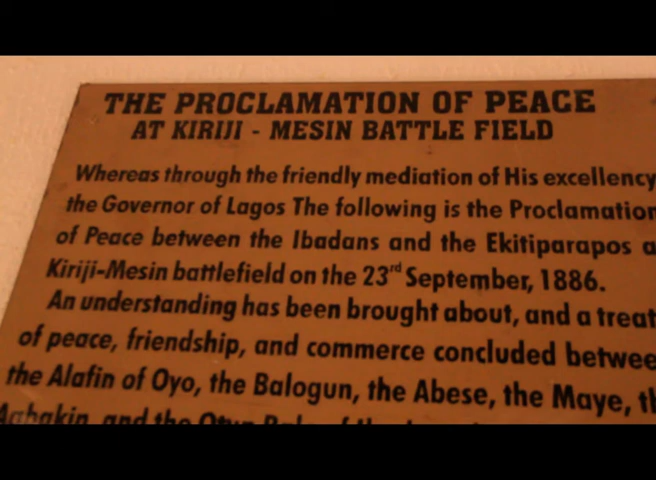 THE PROCLAMATION OF PEACE
AT KIRIJI - MESIN BATTLE FIELD
Whereas through the friendly mediation of His excellency
the Governor of Lagos The following is the Proclamation
of Peace between the Ibadans and the Ekitiparapos a
Kiriji-Mesin battlefield on the 23rd September, 1886.
An understanding has been brought about, and a treat
of peace, friendship, and commerce concluded betwee
the Alafin of Oyo, the Balogun, the Abese, the Maye, th
and the